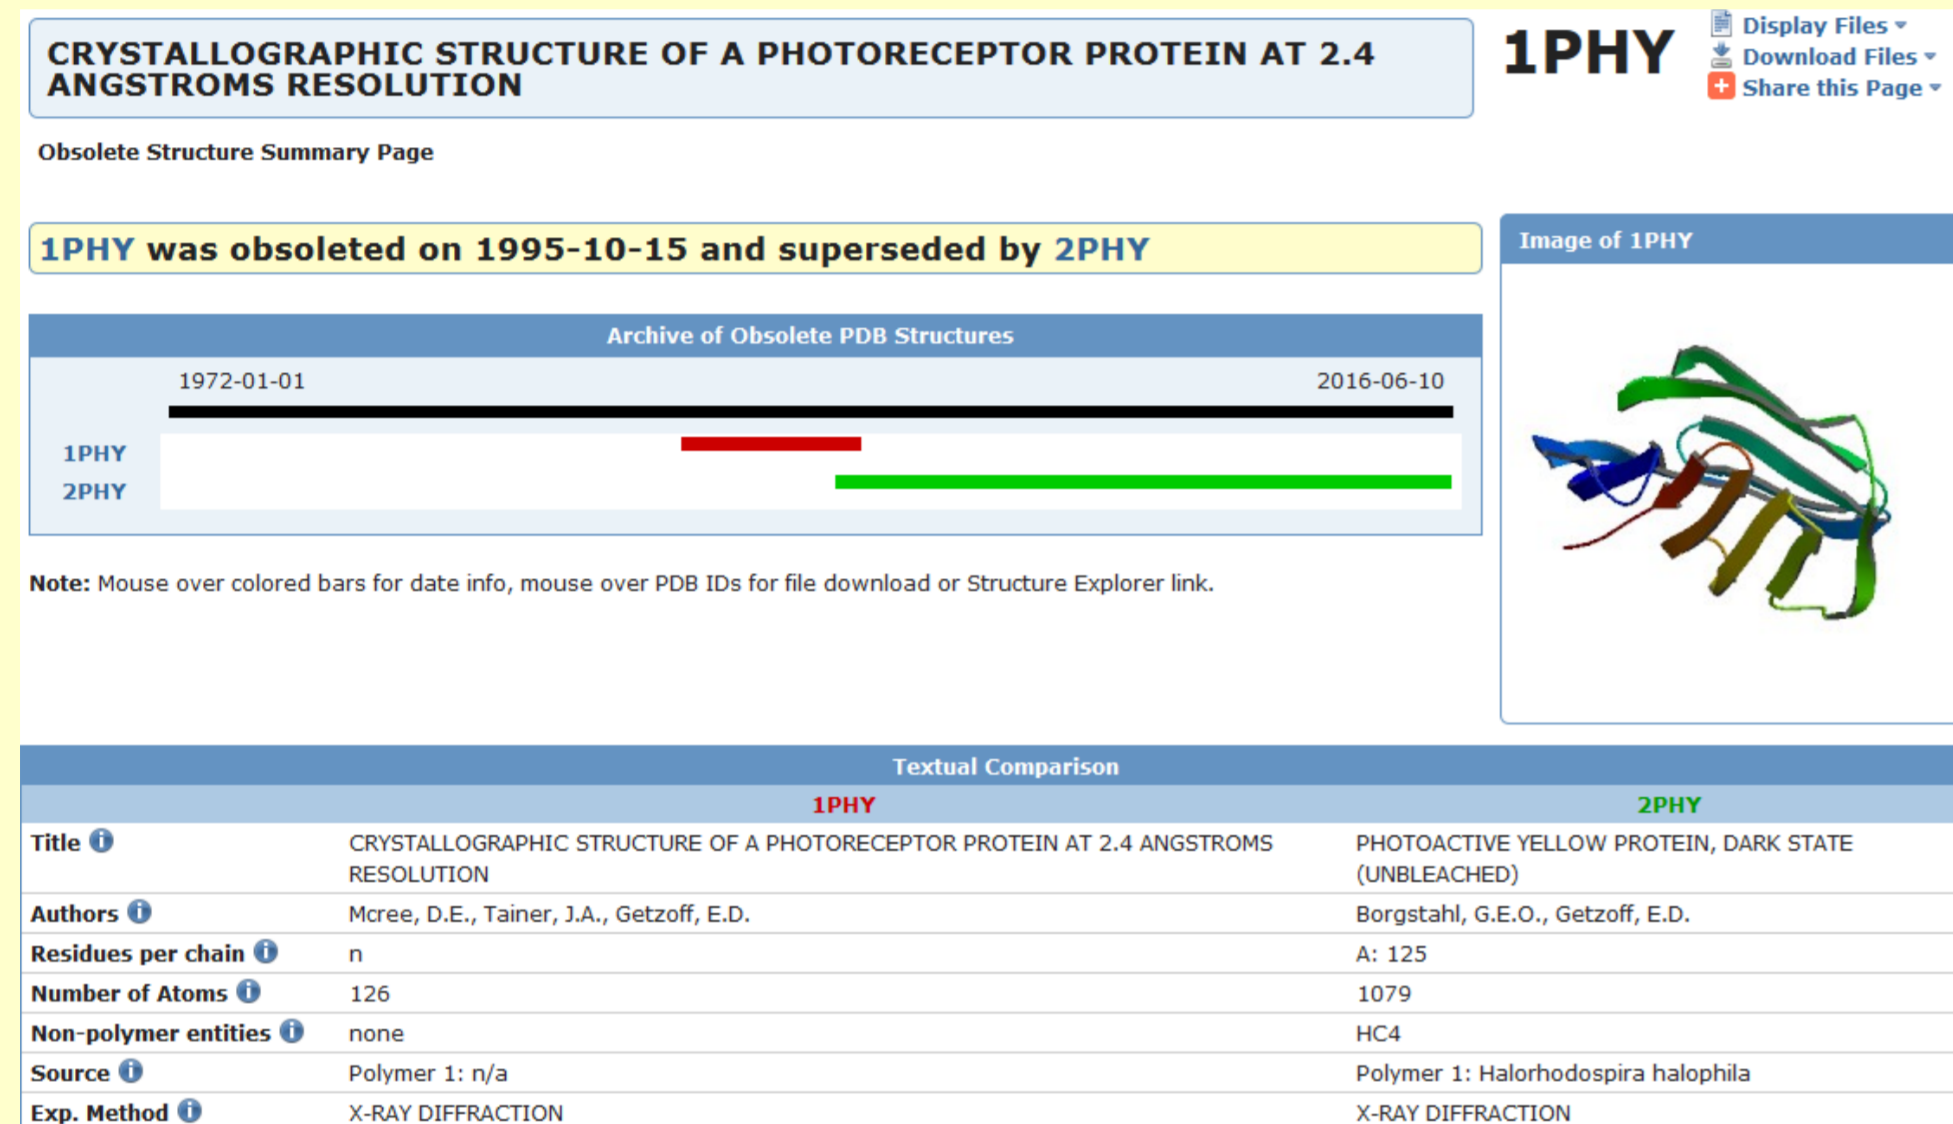 CRYSTALLOGRAPHIC STRUCTURE OF A PHOTORECEPTOR PROTEIN AT 2.4
ANGSTROMS RESOLUTION
1PHY
Display Files
Download Files
Share this Page
Obsolete Structure Summary Page
1PHY was obsoleted on 1995-10-15 and superseded by 2PHY
Image of 1PHY
Archive of Obsolete PDB Structures
1972-01-01 2016-06-10
1PHY
2PHY
Note: Mouse over colored bars for date info, mouse over PDB IDs for file download or Structure Explorer link.
Textual Comparison
1PHY 2PHY
Title CRYSTALLOGRAPHIC STRUCTURE OF A PHOTORECEPTOR PROTEIN AT 2.4 ANGSTROMS PHOTOACTIVE YELLOW PROTEIN, DARK STATE
RESOLUTION (UNBLEACHED)
Authors Mcree, D.E., Tainer, J.A., Getzoff, E.D. Borgstahl, G.E.O., Getzoff, E.D.
Residues per chain n A: 125
Number of Atoms 126 1079
Non-polymer entities none HC4
Source Polymer 1: n/a Polymer 1: Halorhodospira halophila
Exp. Method X-RAY DIFFRACTION X-RAY DIFFRACTION